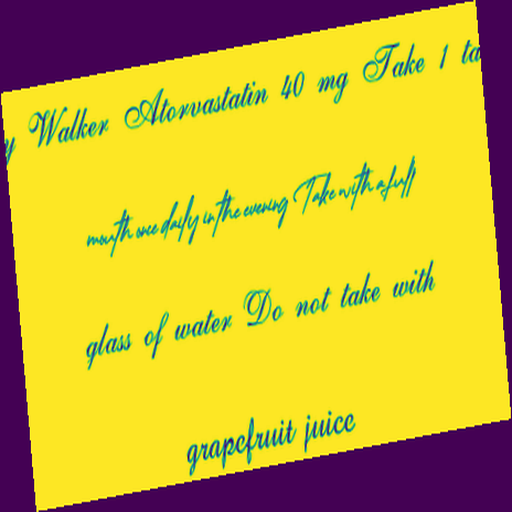 Walker Atorvastatin 40 mg Take 1
mouth once daily in the evening Take with a full
glass of water Do not take with
grapefruit juice